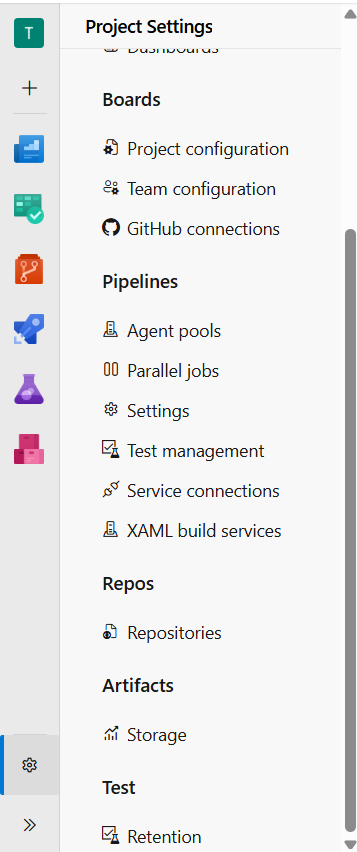 T
Project Settings
Dashboards
Boards
Project configuration
Team configuration
GitHub connections
Pipelines
Agent pools
Parallel jobs
Settings
Test management
Service connections
XAML build services
Repos
Repositories
Artifacts
Storage
Test
Retention